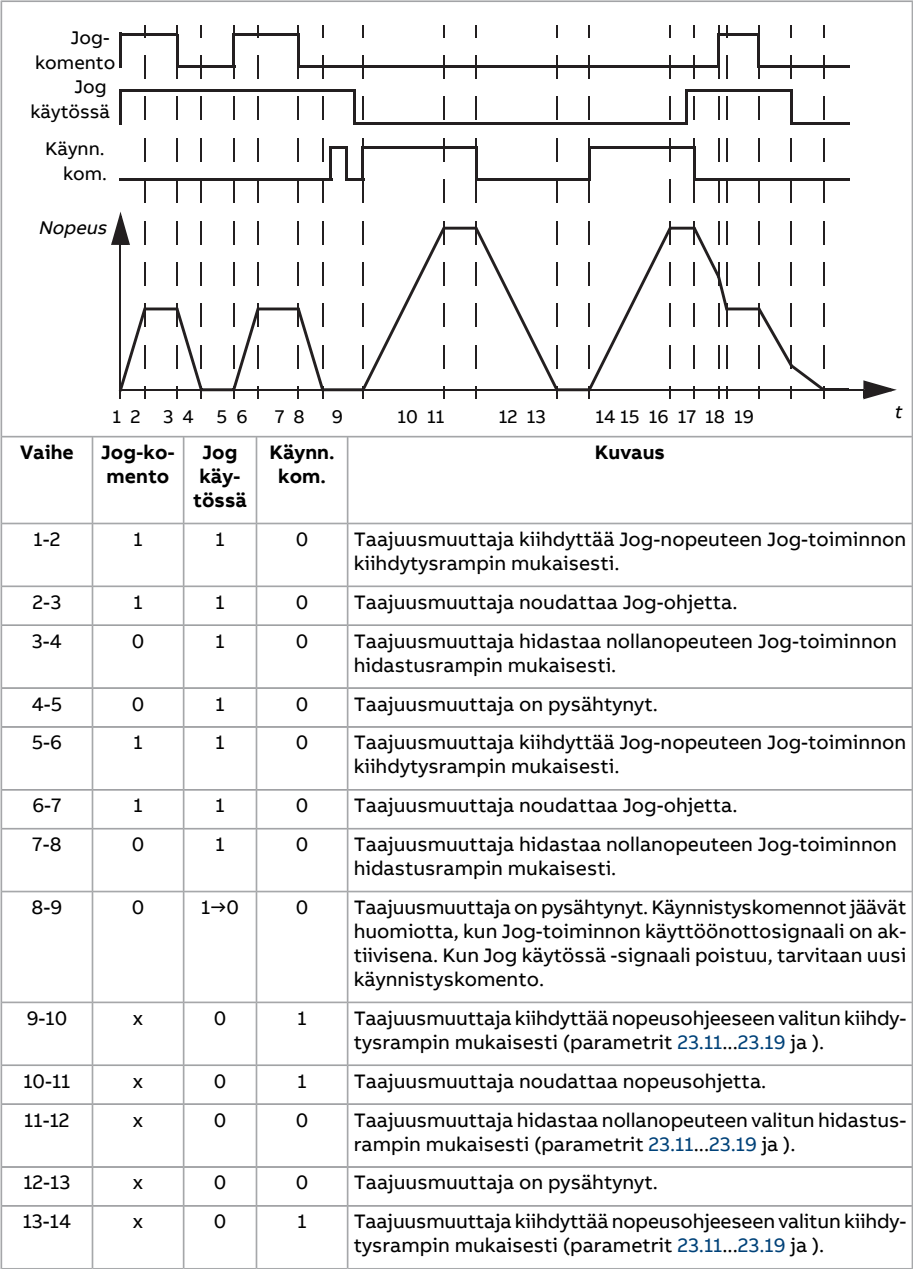 Jog-
komento
Jog
käytössä
Käynn.
kom.
Nopeus
1 2 3 4 5 6 7 8 9 10 11 12 13 14 15 16 17 18 19
t
Vaihe Jog-ko- Jog Käynn. Kuvaus
mento käy- kom.
tössä
1-2 1 1 0 Taajuusmuuttaja kiihdyttää Jog-nopeuteen Jog-toiminnon
kiihdytysrampin mukaisesti.
2-3 1 1 0 Taajuusmuuttaja noudattaa Jog-ohjetta.
3-4 0 1 0 Taajuusmuuttaja hidastaa nollanopeuteen Jog-toiminnon
hidastusrampin mukaisesti.
4-5 0 1 0 Taajuusmuuttaja on pysähtynyt.
5-6 1 1 0 Taajuusmuuttaja kiihdyttää Jog-nopeuteen Jog-toiminnon
kiihdytysrampin mukaisesti.
6-7 1 1 0 Taajuusmuuttaja noudattaa Jog-ohjetta.
7-8 0 1 0 Taajuusmuuttaja hidastaa nollanopeuteen Jog-toiminnon
hidastusrampin mukaisesti.
8-9 0 1→0 0 Taajuusmuuttaja on pysähtynyt. Käynnistyskomennot jäävät
huomiotta, kun Jog-toiminnon käyttöönottosignaali on ak-
tiivisena. Kun Jog käytössä -signaali poistuu, tarvitaan uusi
käynnistyskomento.
9-10 x 0 1 Taajuusmuuttaja kiihdyttää nopeusohjeeseen valitun kiihdy-
tysrampin mukaisesti (parametrit 23.11...23.19 ja ).
10-11 x 0 1 Taajuusmuuttaja noudattaa nopeusohjetta.
11-12 x 0 0 Taajuusmuuttaja hidastaa nollanopeuteen valitun hidastus-
rampin mukaisesti (parametrit 23.11...23.19 ja ).
12-13 x 0 0 Taajuusmuuttaja on pysähtynyt.
13-14 x 0 1 Taajuusmuuttaja kiihdyttää nopeusohjeeseen valitun kiihdy-
tysrampin mukaisesti (parametrit 23.11...23.19 ja ).